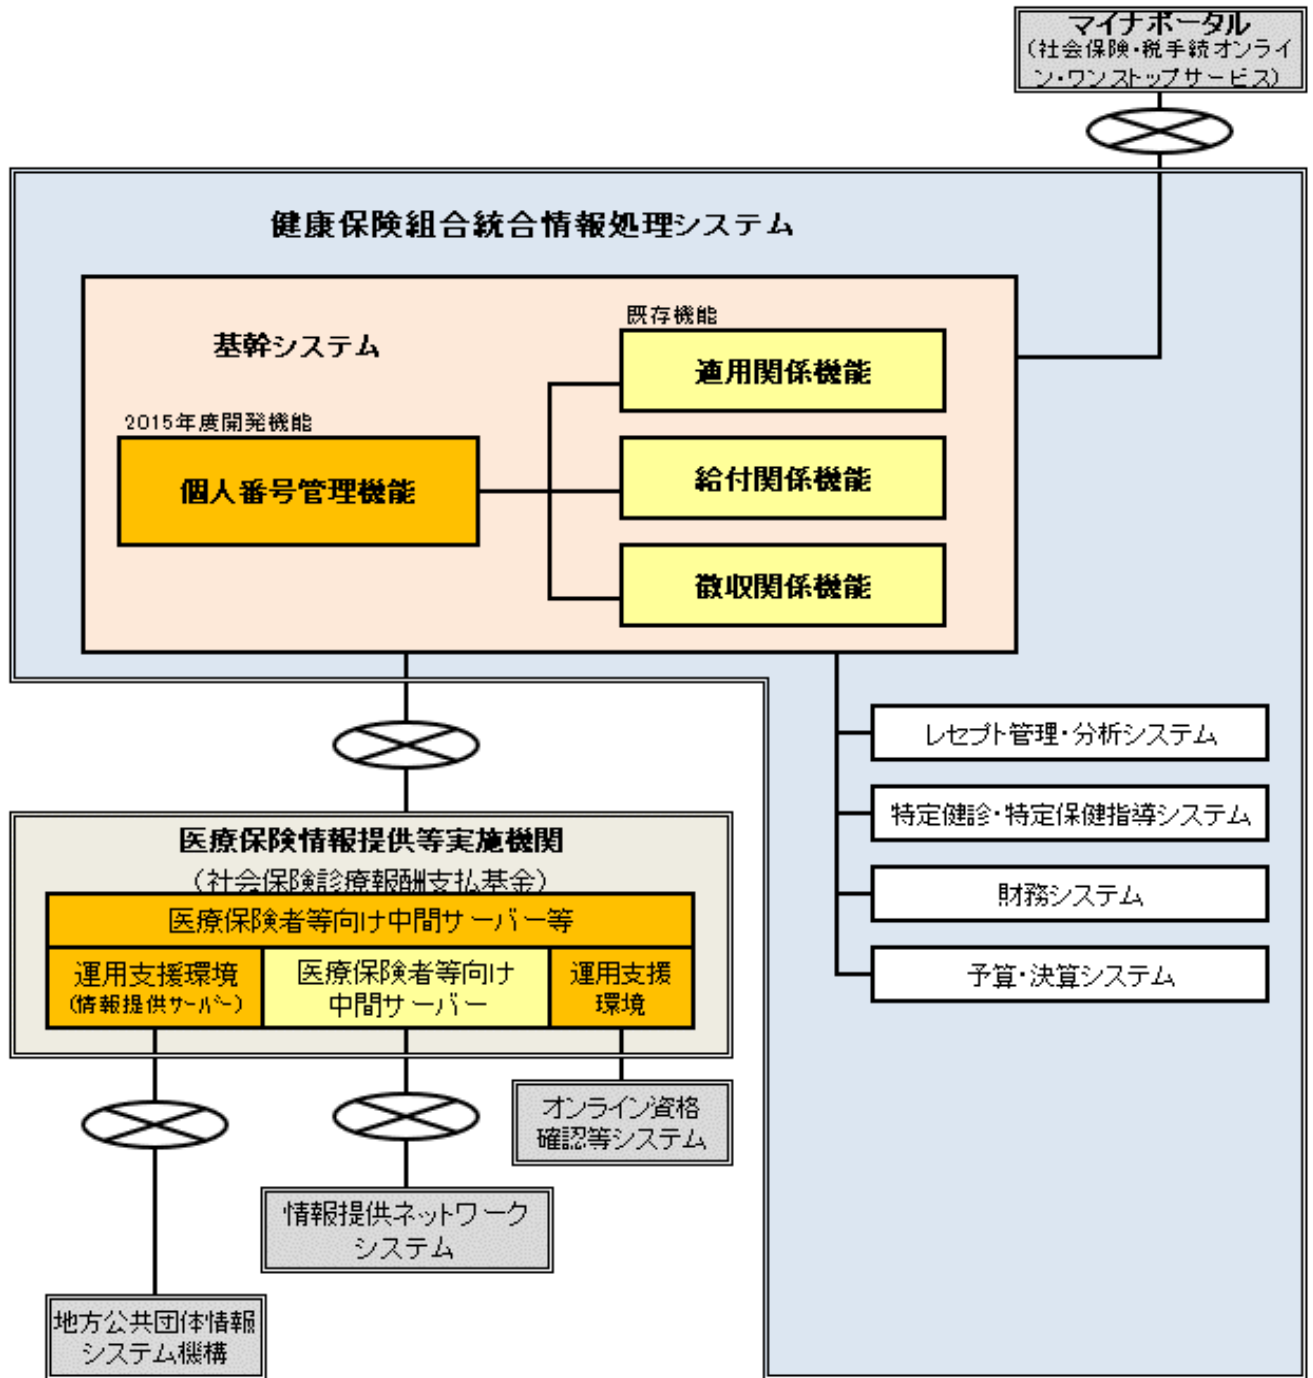 マイナポータル
(社会保険・税手続オンライ
ン・ワンストップサービス)
健康保険組合統合情報処理システム
基幹システム
既存機能
適用関係機能
2015年度開発機能
個人番号管理機能
給付関係機能
徴収関係機能
レセプト管理・分析システム
特定健診・特定保健指導システム
財務システム
予算・決算システム
医療保険情報提供等実施機関
(社会保険診療報酬支払基金)
医療保険者等向け中間サーバー等
運用支援環境
(情報提供サーバー)
医療保険者等向け
中間サーバー
運用支援
環境
オンライン資格
確認等システム
情報提供ネットワーク
システム
地方公共団体情報
システム機構